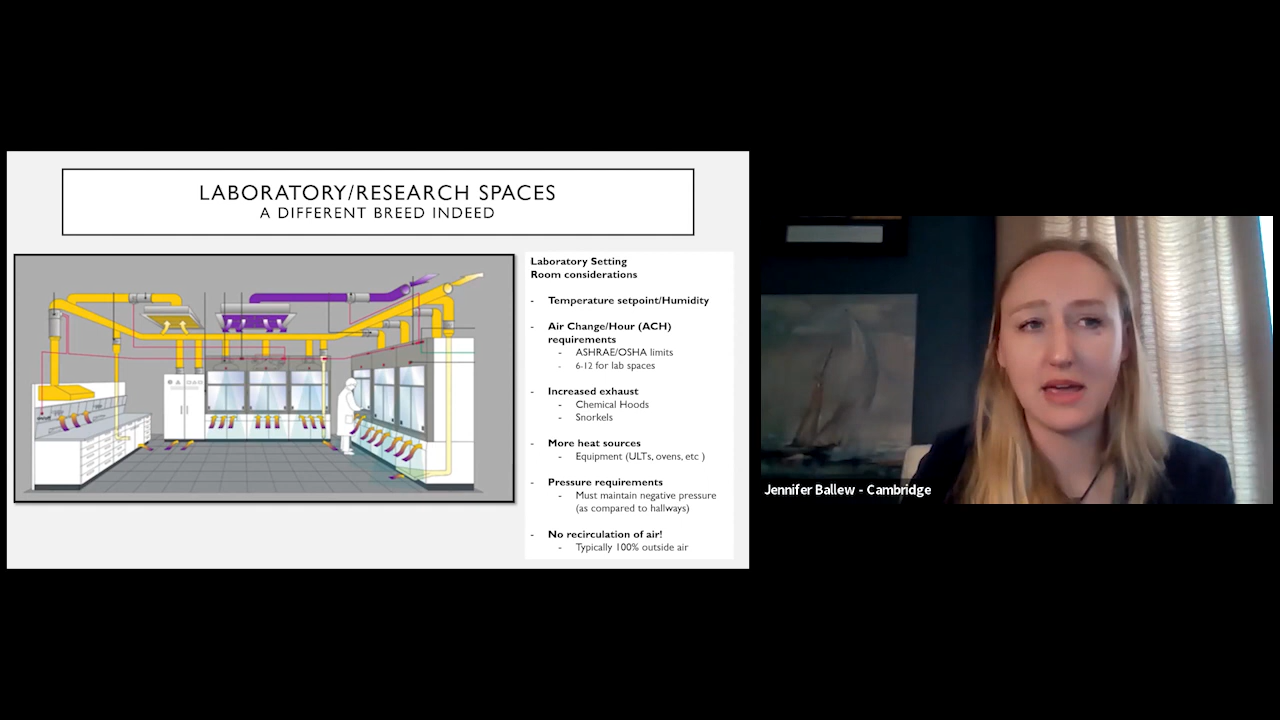 LABORATORY/RESEARCH SPACES
A DIFFERENT BREED INDEED
Laboratory Setting
Room considerations
- Temperature setpoint/Humidity
- Air Change/Hour (ACH)
requirements
- ASHRAE/OSHA limits
- 6-12 for lab spaces
- Increased exhaust
- Chemical Hoods
- Snorkels
- More heat sources
- Equipment (ULTs, ovens, etc )
- Pressure requirements
- Must maintain negative pressure
(as compared to hallways)
- No recirculation of air!
- Typically 100% outside air
Jennifer Ballew - Cambridge